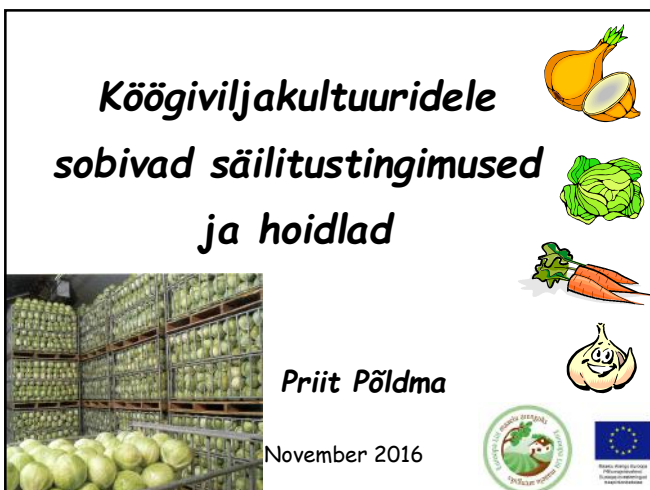 Köögiviljakultuuridele
sobivad säilitustingimused
ja hoidlad
Priit Põldma
November 2016